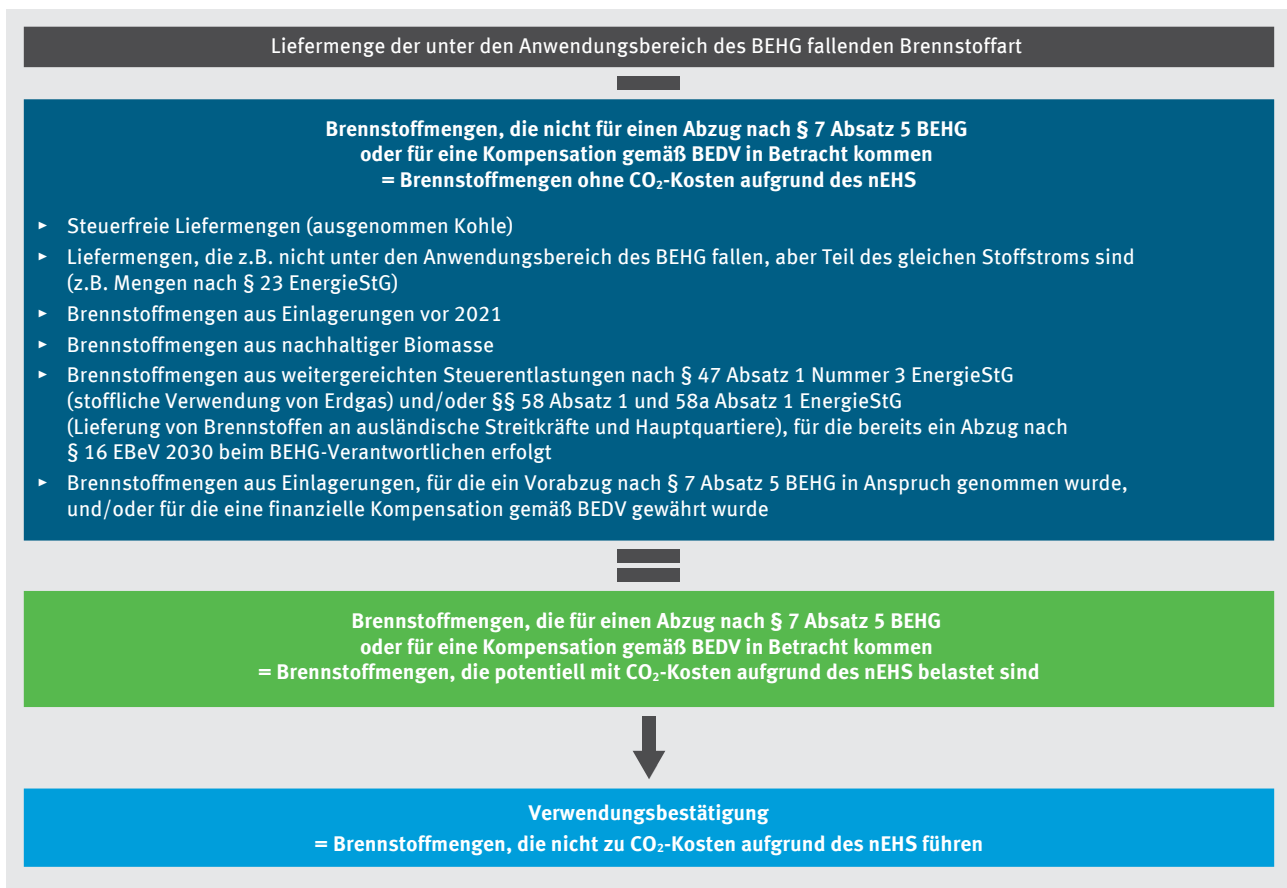 Liefermenge der unter den Anwendungsbereich des BEHG fallenden Brennstoffart
Brennstoffmengen, die nicht für einen Abzug nach § 7 Absatz 5 BEHG
oder für eine Kompensation gemäß BEDV in Betracht kommen
= Brennstoffmengen ohne CO₂-Kosten aufgrund des nEHS
▸ Steuerfreie Liefermengen (ausgenommen Kohle)
▸ Liefermengen, die z.B. nicht unter den Anwendungsbereich des BEHG fallen, aber Teil des gleichen Stoffstroms sind
(z.B. Mengen nach § 23 EnergieStG)
▸ Brennstoffmengen aus Einlagerungen vor 2021
▸ Brennstoffmengen aus nachhaltiger Biomasse
▸ Brennstoffmengen aus weitergereichten Steuerentlastungen nach § 47 Absatz 1 Nummer 3 EnergieStG
(stoffliche Verwendung von Erdgas) und/oder §§ 58 Absatz 1 und 58a Absatz 1 EnergieStG
(Lieferung von Brennstoffen an ausländische Streitkräfte und Hauptquartiere), für die bereits ein Abzug nach
§ 16 EBeV 2030 beim BEHG-Verantwortlichen erfolgt
▸ Brennstoffmengen aus Einlagerungen, für die ein Vorabzug nach § 7 Absatz 5 BEHG in Anspruch genommen wurde,
und/oder für die eine finanzielle Kompensation gemäß BEDV gewährt wurde
Brennstoffmengen, die für einen Abzug nach § 7 Absatz 5 BEHG
oder für eine Kompensation gemäß BEDV in Betracht kommen
= Brennstoffmengen, die potentiell mit CO₂-Kosten aufgrund des nEHS belastet sind
Verwendungsbestätigung
= Brennstoffmengen, die nicht zu CO₂-Kosten aufgrund des nEHS führen